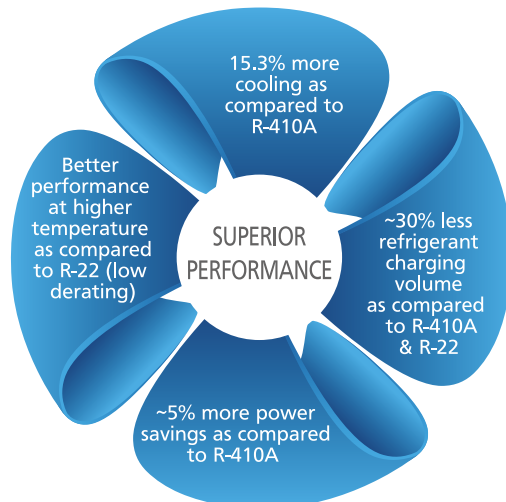 15.3% more
cooling as
compared to
R-410A
Better
performance
at higher
temperature
as compared
to R-22 (low
derating)
SUPERIOR
PERFORMANCE
~30% less
refrigerant
charging
volume
as compared
to R-410A
& R-22
~5% more power
savings as compared
to R-410A